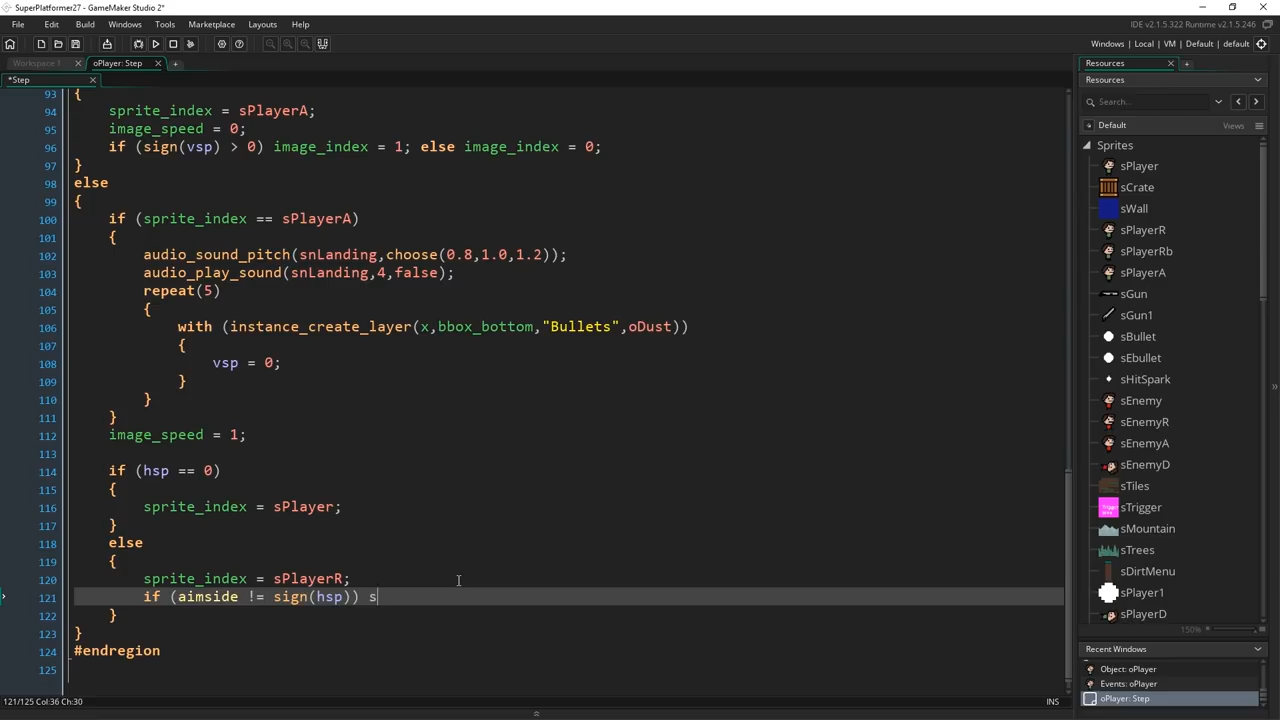 SuperPlatformer27 - GameMaker Studio 2*
File Edit Build Windows Tools Marketplace Layouts Help
IDE v2.1.5.322 Runtime v2.1.5.246
Windows | Local | VM | Default | default
Workspace 1
oPlayer: Step
*Step
93 {
94 sprite_index = sPlayerA;
95 image_speed = 0;
96 if (sign(vsp) > 0) image_index = 1; else image_index = 0;
97 }
98 else
99 {
100 if (sprite_index == sPlayerA)
101 {
102 audio_sound_pitch(snLanding,choose(0.8,1.0,1.2));
103 audio_play_sound(snLanding,4,false);
104 repeat(5)
105 {
106 with (instance_create_layer(x,bbox_bottom,"Bullets",oDust))
107 {
108 vsp = 0;
109 }
110 }
111 }
112 image_speed = 1;
113
114 if (hsp == 0)
115 {
116 sprite_index = sPlayer;
117 }
118 else
119 {
120 sprite_index = sPlayerR;
121 if (aimside != sign(hsp)) s
122 }
123 }
124 #endregion
125
121/125 Col:36 Ch:30
INS
Resources
Resources
Search...
Default
Views
Sprites
sPlayer
sCrate
sWall
sPlayerR
sPlayerRb
sPlayerA
sGun
sGun1
sBullet
sEbullet
sHitSpark
sEnemy
sEnemyR
sEnemyA
sEnemyD
sTiles
sTrigger
sMountain
sTrees
sDirtMenu
sPlayer1
sPlayerD
150%
Recent Windows
Object: oPlayer
Events: oPlayer
oPlayer: Step